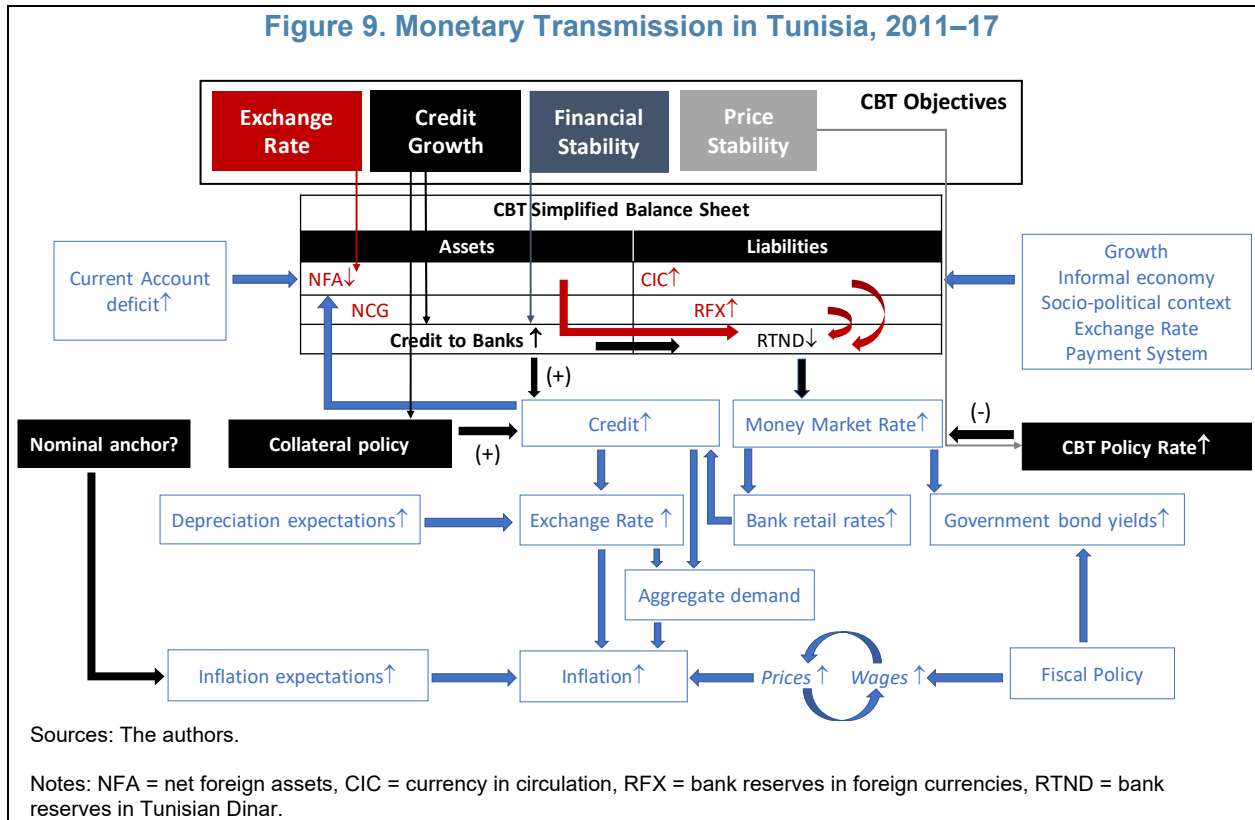 Figure 9. Monetary Transmission in Tunisia, 2011–17
CBT Objectives
Exchange
Rate
Credit
Growth
Financial
Stability
Price
Stability
CBT Simplified Balance Sheet
Assets
Liabilities
Current Account
deficit↑
NFA↓
CIC↑
NCG
RFX↑
Credit to Banks ↑
RTND↓
Growth
Informal economy
Socio-political context
Exchange Rate
Payment System
(+)
(-)
Nominal anchor?
Collateral policy
(+)
Credit↑
Money Market Rate↑
CBT Policy Rate↑
Depreciation expectations↑
Exchange Rate ↑
Bank retail rates↑
Government bond yields↑
Aggregate demand
Inflation expectations↑
Inflation↑
Prices ↑
Wages ↑
Fiscal Policy
Sources: The authors.
Notes: NFA = net foreign assets, CIC = currency in circulation, RFX = bank reserves in foreign currencies, RTND = bank
reserves in Tunisian Dinar.